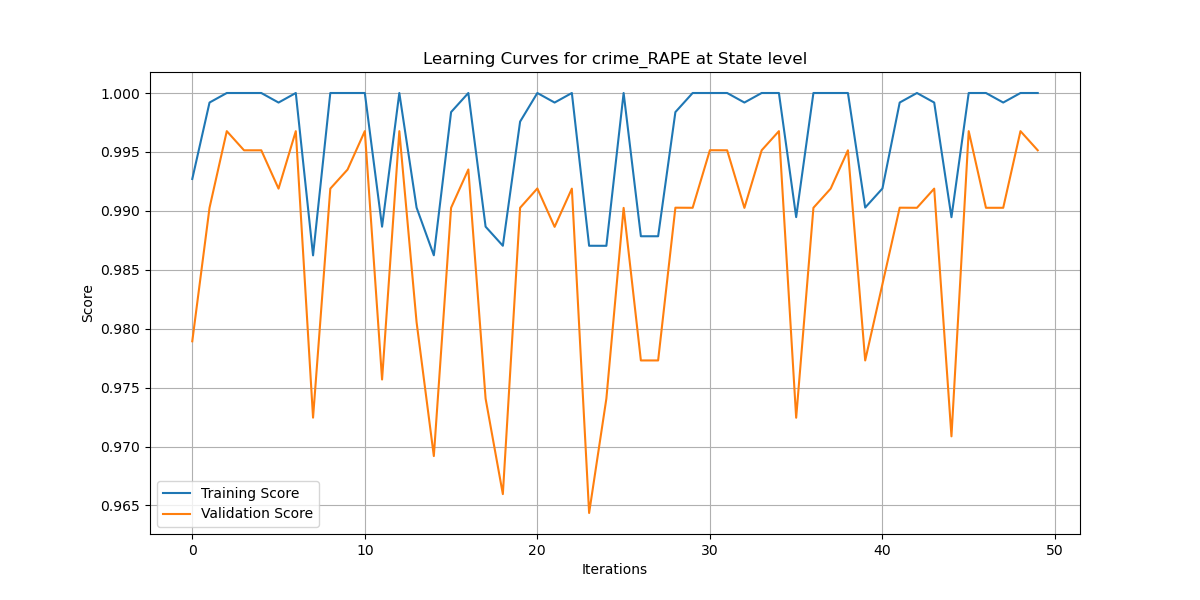 Learning Curves for crime_RAPE at State level
1.000
0.995
0.990
0.985
0.980
0.975
0.970
0.965
Score
Training Score
Validation Score
0 10 20 30 40 50
Iterations